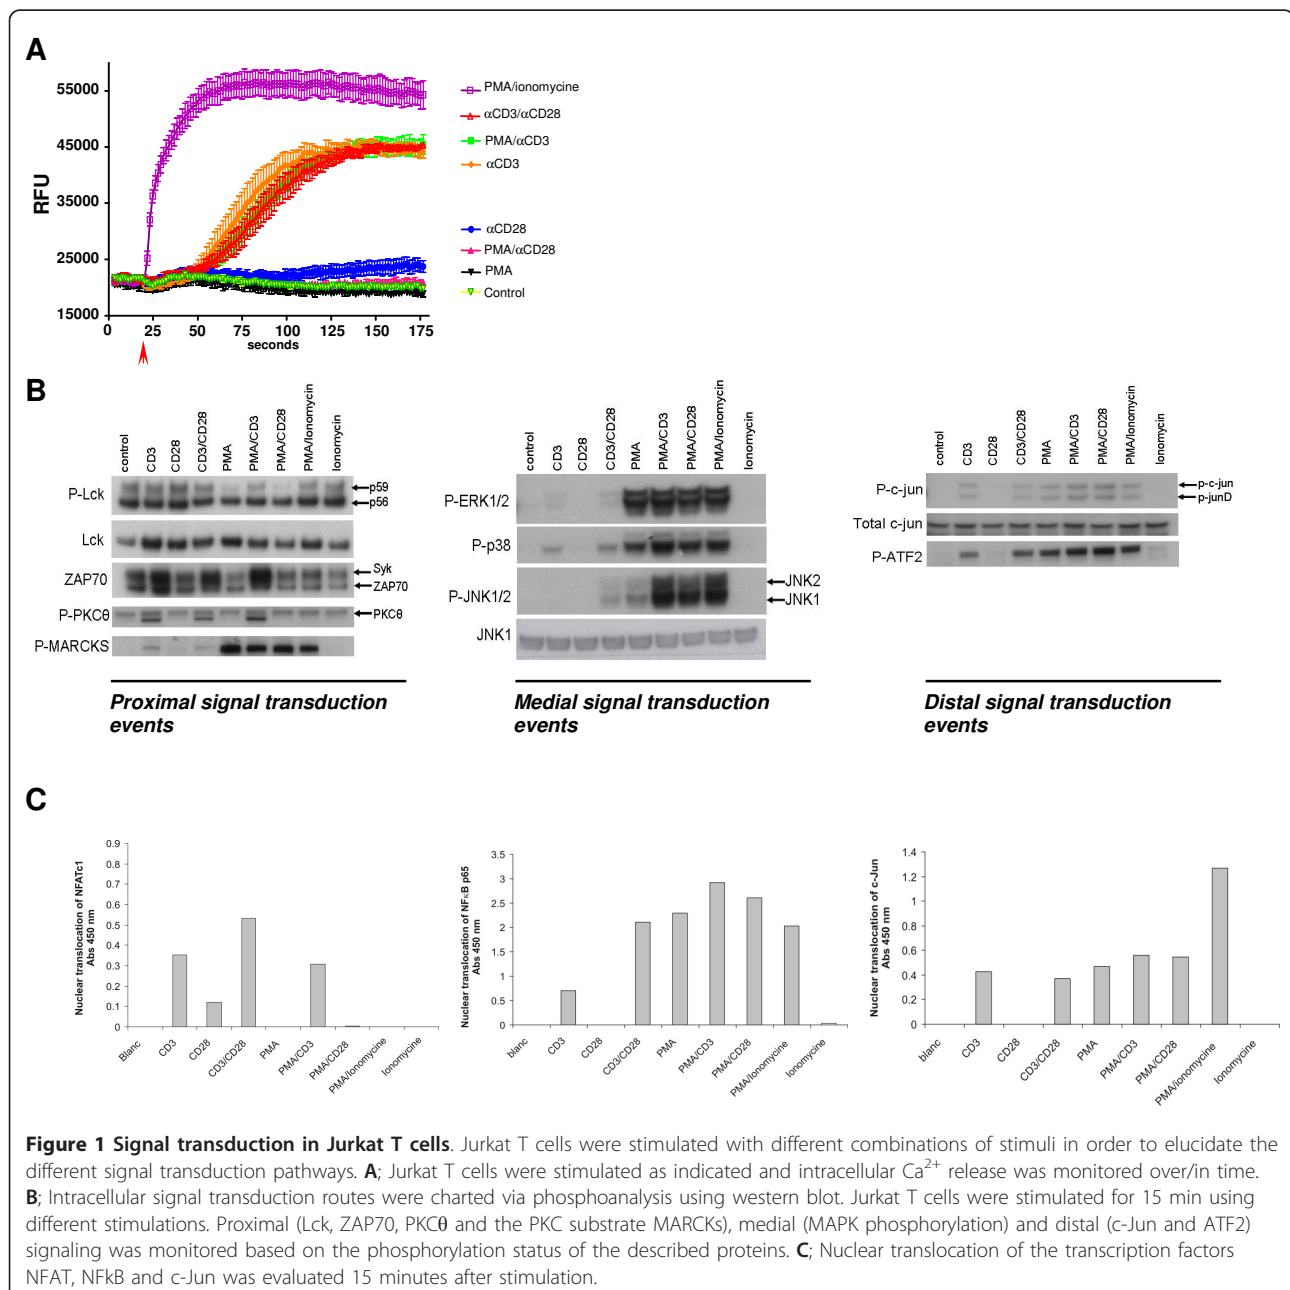 A
RFU
55000
45000
35000
25000
15000
0 25 50 75 100 125 150 175
seconds
PMA/ionomycine
αCD3/αCD28
PMA/αCD3
αCD3
αCD28
PMA/αCD28
PMA
Control
B
control CD3 CD28 CD3/CD28 PMA PMA/CD3 PMA/CD28 PMA/Ionomycin Ionomycin
P-Lck p59
p56
Lck
ZAP70 Syk
ZAP70
P-PKCθ PKCθ
P-MARCKS
Proximal signal transduction
events
control CD3 CD28 CD3/CD28 PMA PMA/CD3 PMA/CD28 PMA/Ionomycin Ionomycin
P-ERK1/2
P-p38
P-JNK1/2 JNK2
JNK1
JNK1
Medial signal transduction
events
control CD3 CD28 CD3/CD28 PMA PMA/CD3 PMA/CD28 PMA/Ionomycin Ionomycin
P-c-jun p-c-jun
p-junD
Total c-jun
P-ATF2
Distal signal transduction
events
C
Nuclear translocation of NFATc1
Abs 450 nm
0.9
0.8
0.7
0.6
0.5
0.4
0.3
0.2
0.1
0
Blanc CD3 CD28 CD3/CD28 PMA PMA/CD3 PMA/CD28 PMA/Ionomycine Ionomycine
Nuclear translocation of NFκB p65
Abs 450 nm
3.5
3
2.5
2
1.5
1
0.5
0
blanc CD3 CD28 CD3/CD28 PMA PMA/CD3 PMA/CD28 PMA/Ionomycine Ionomycine
Nuclear translocation of c-Jun
Abs 450 nm
1.4
1.2
1
0.8
0.6
0.4
0.2
0
blanc CD3 CD28 CD3/CD28 PMA PMA/CD3 PMA/CD28 PMA/ionomycine Ionomycine
Figure 1 Signal transduction in Jurkat T cells. Jurkat T cells were stimulated with different combinations of stimuli in order to elucidate the
different signal transduction pathways. A; Jurkat T cells were stimulated as indicated and intracellular Ca²⁺ release was monitored over/in time.
B; Intracellular signal transduction routes were charted via phosphoanalysis using western blot. Jurkat T cells were stimulated for 15 min using
different stimulations. Proximal (Lck, ZAP70, PKCθ and the PKC substrate MARCKs), medial (MAPK phosphorylation) and distal (c-Jun and ATF2)
signaling was monitored based on the phosphorylation status of the described proteins. C; Nuclear translocation of the transcription factors
NFAT, NFkB and c-Jun was evaluated 15 minutes after stimulation.